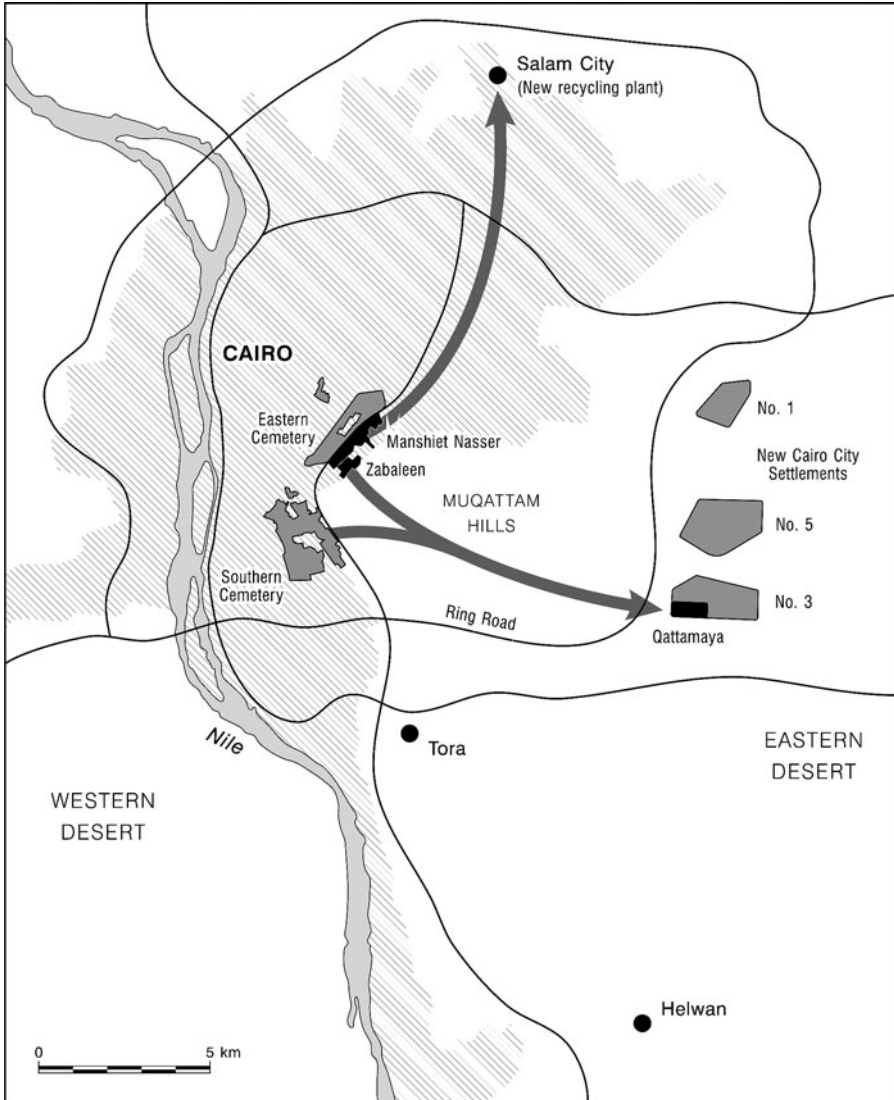 Salam City
(New recycling plant)
CAIRO
Eastern
Cemetery
Manshiet Nasser
Zabaleen
No. 1
New Cairo City
Settlements
MUQATTAM
HILLS
No. 5
Southern
Cemetery
No. 3
Ring Road
Qattamaya
Nile
Tora
EASTERN
DESERT
WESTERN
DESERT
Helwan
0 5 km